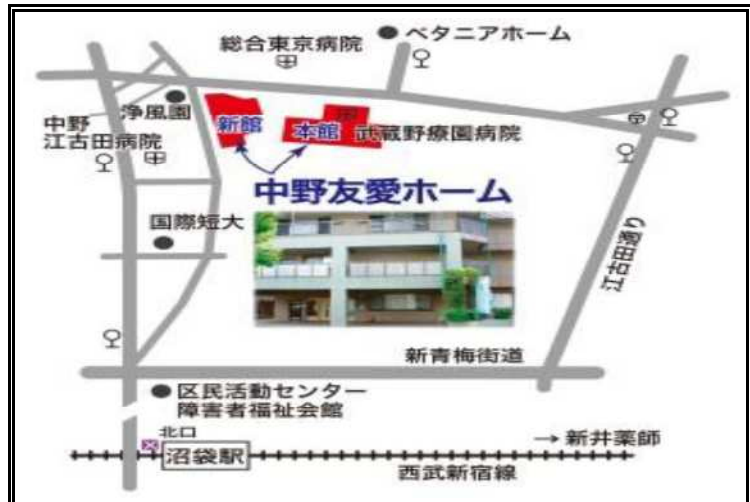 ベタニアホーム
総合東京病院
浄風園
新館
本館
武蔵野療園病院
中野
江古田病院
中野友愛ホーム
国際短大
江古田通り
新青梅街道
区民活動センター
障害者福祉会館
北口
沼袋駅
→新井薬師
西武新宿線